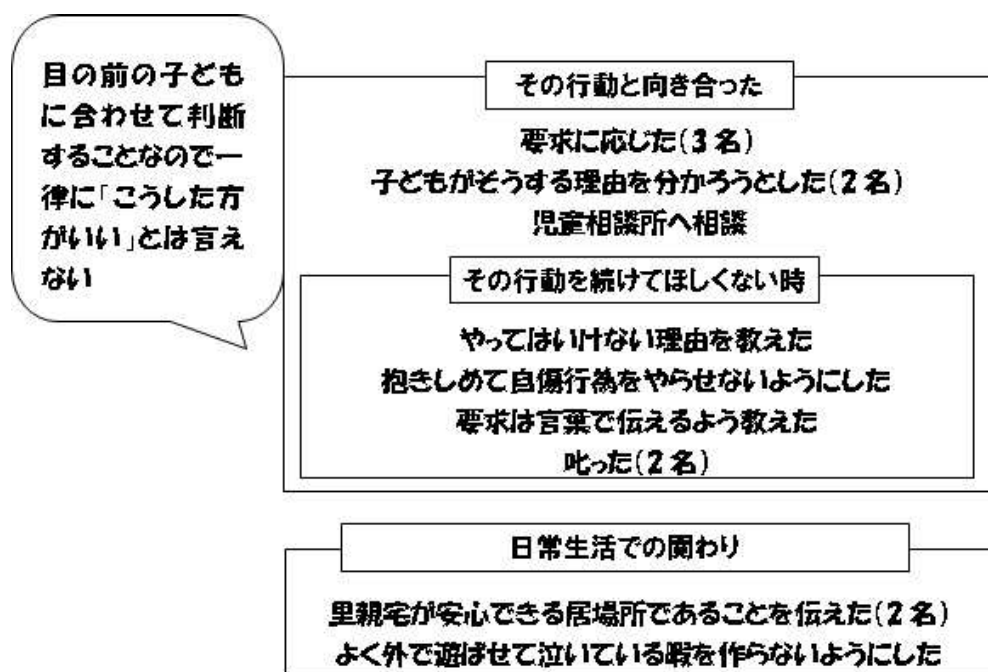 目の前の子ども
に合わせて判断
することなので一
律に「こうした方
がいい」とは言え
ない
その行動と向き合った
要求に応じた(3名)
子どもがそうする理由を分かろうとした(2名)
児童相談所へ相談
その行動を続けてほしくない時
やってはいけない理由を教えた
抱きしめて自傷行為をやらせないようにした
要求は言葉で伝えるよう教えた
叱った(2名)
日常生活での関わり
里親宅が安心できる居場所であることを伝えた(2名)
よく外で遊ばせて泣いている暇を作らないようにした